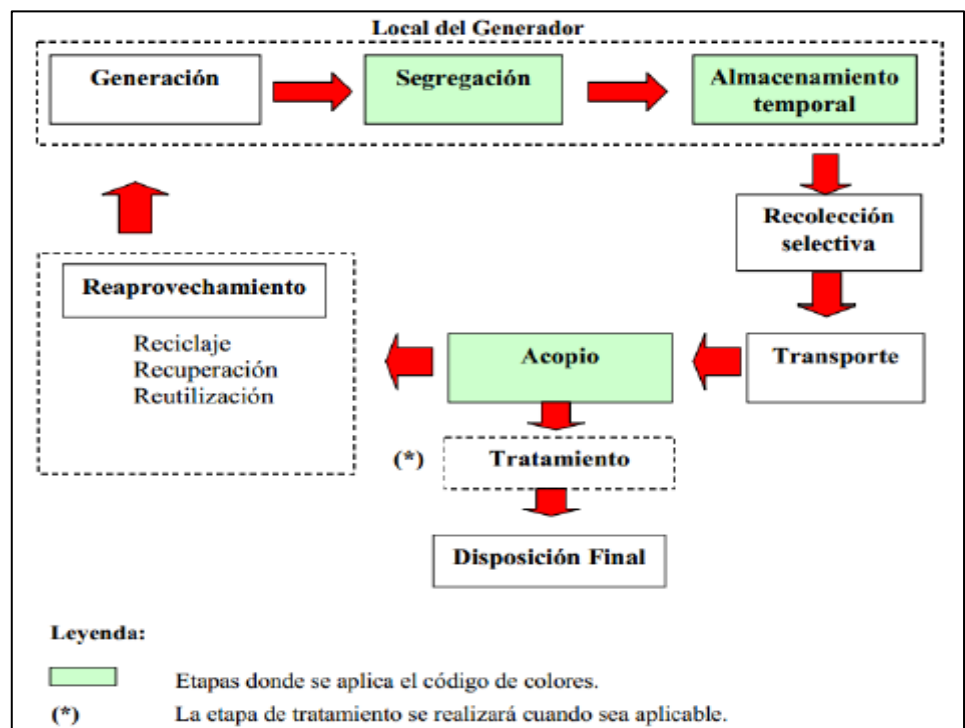 Local del Generador
Generación
Segregación
Almacenamiento
temporal
Recolección
selectiva
Reaprovechamiento
Reciclaje
Recuperación
Reutilización
Acopio
Transporte
(*)
Tratamiento
Disposición Final
Leyenda:
Etapas donde se aplica el código de colores.
(*) La etapa de tratamiento se realizará cuando sea aplicable.